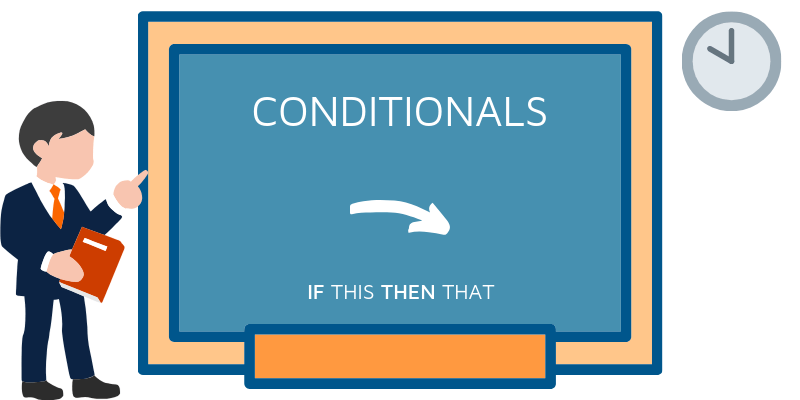 CONDITIONALS
IF THIS THEN THAT